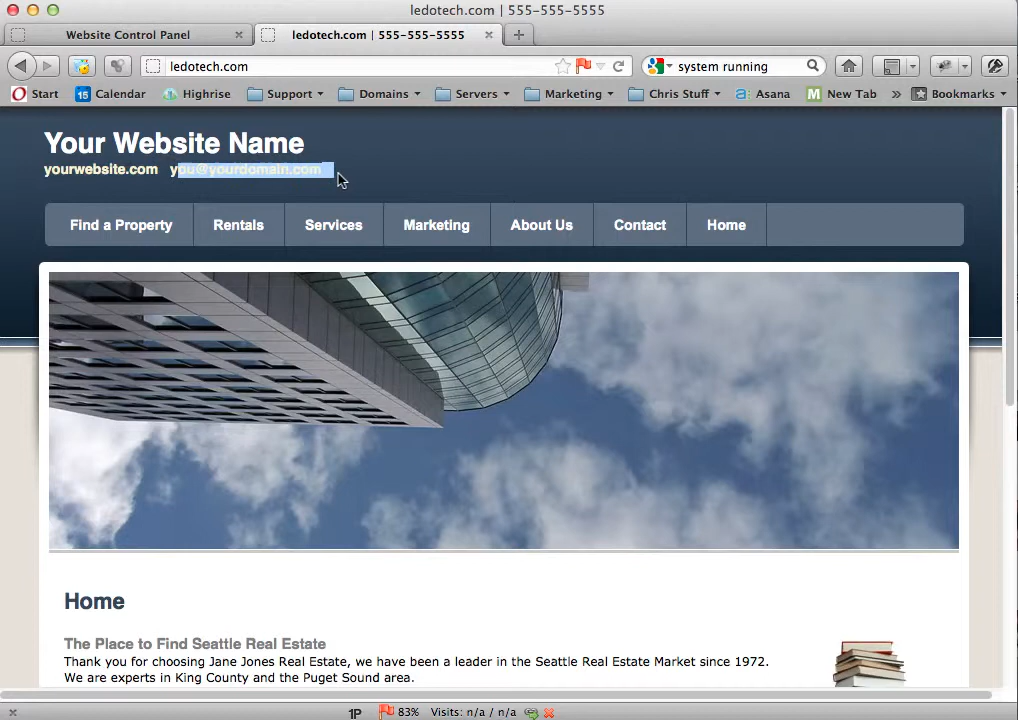 ledotech.com | 555-555-5555
Website Control Panel
ledotech.com | 555-555-5555
ledotech.com
system running
Start
15
Calendar
Highrise
Support
Domains
Servers
Marketing
Chris Stuff
a:
Asana
M
New Tab
»
Bookmarks
Your Website Name
yourwebsite.com you@yourdomain.com
Find a Property
Rentals
Services
Marketing
About Us
Contact
Home
Home
The Place to Find Seattle Real Estate
Thank you for choosing Jane Jones Real Estate, we have been a leader in the Seattle Real Estate Market since 1972.
We are experts in King County and the Puget Sound area.
1P
83%
Visits: n/a / n/a